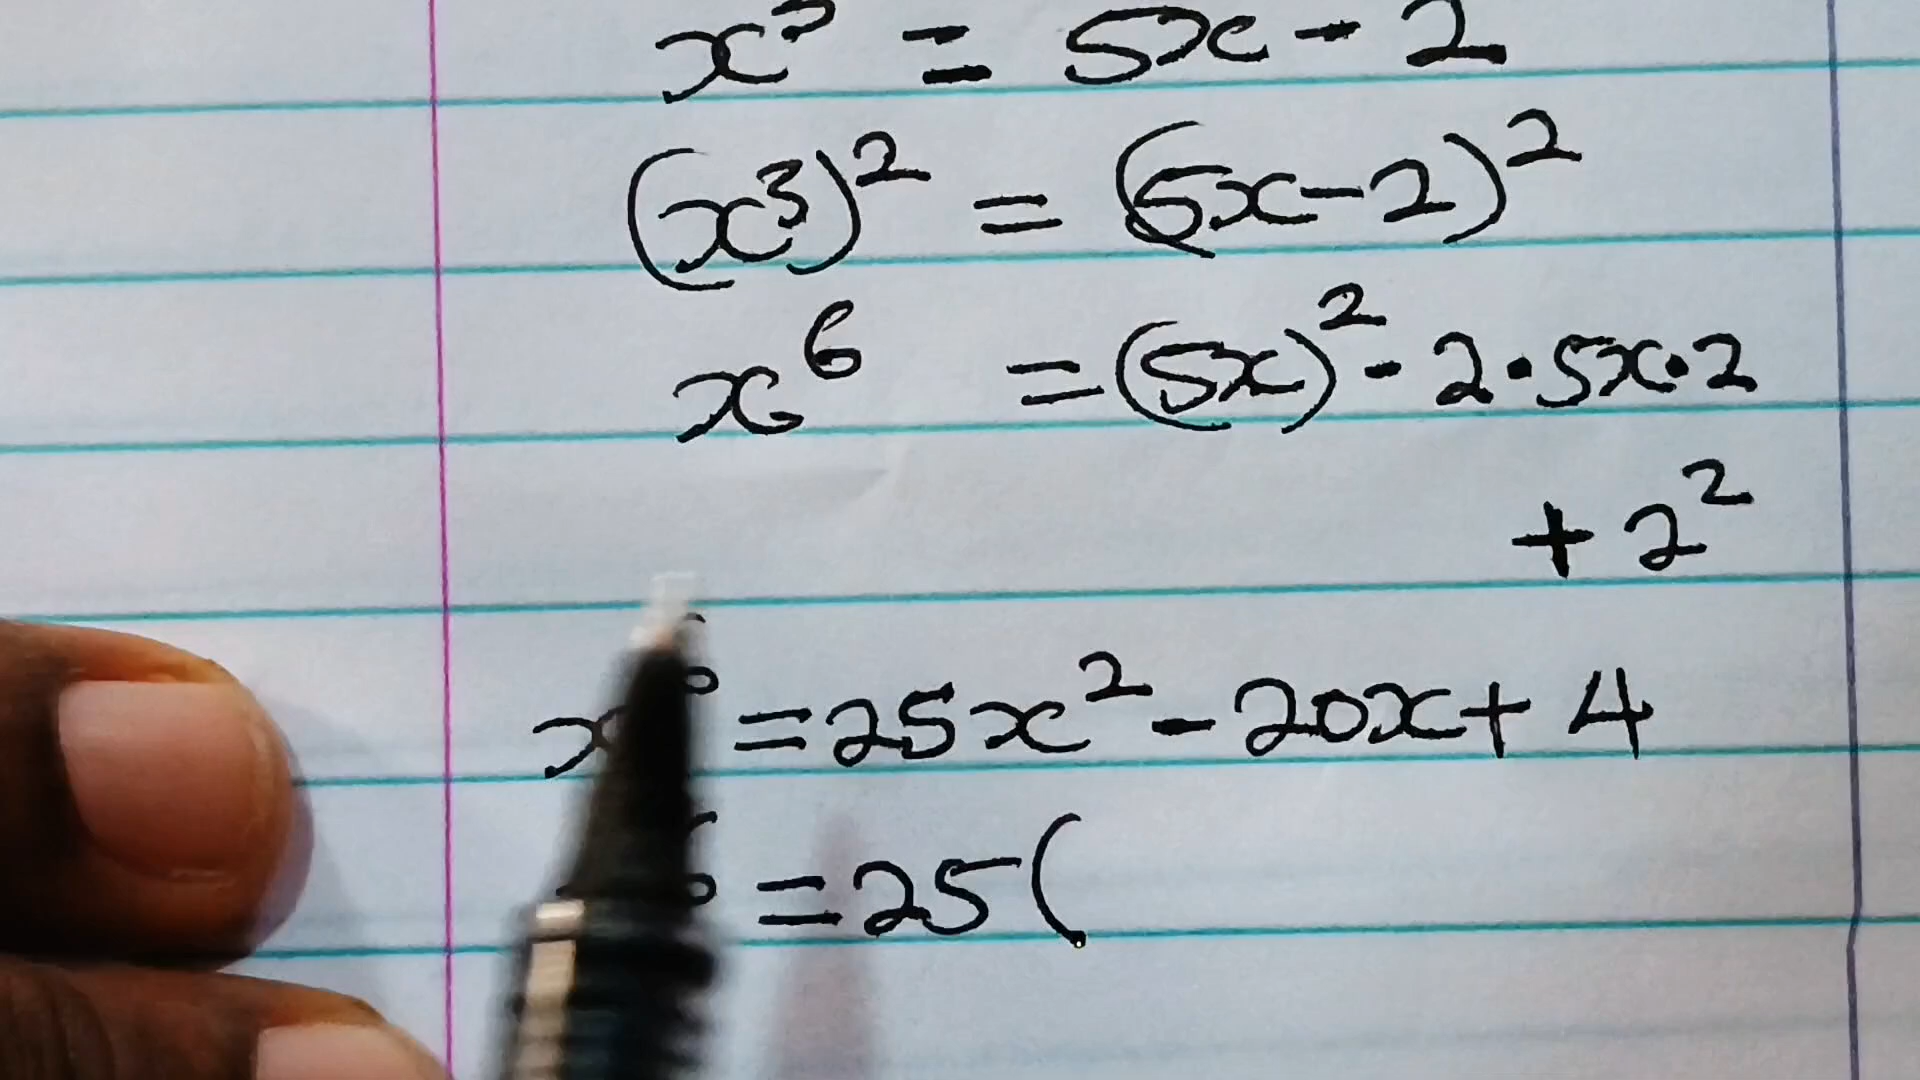 x³ = 5x - 2
(x³)² = (5x-2)²
x⁶ = (5x)² - 2·5x·2
+ 2²
x⁶ = 25x² - 20x + 4
= 25(